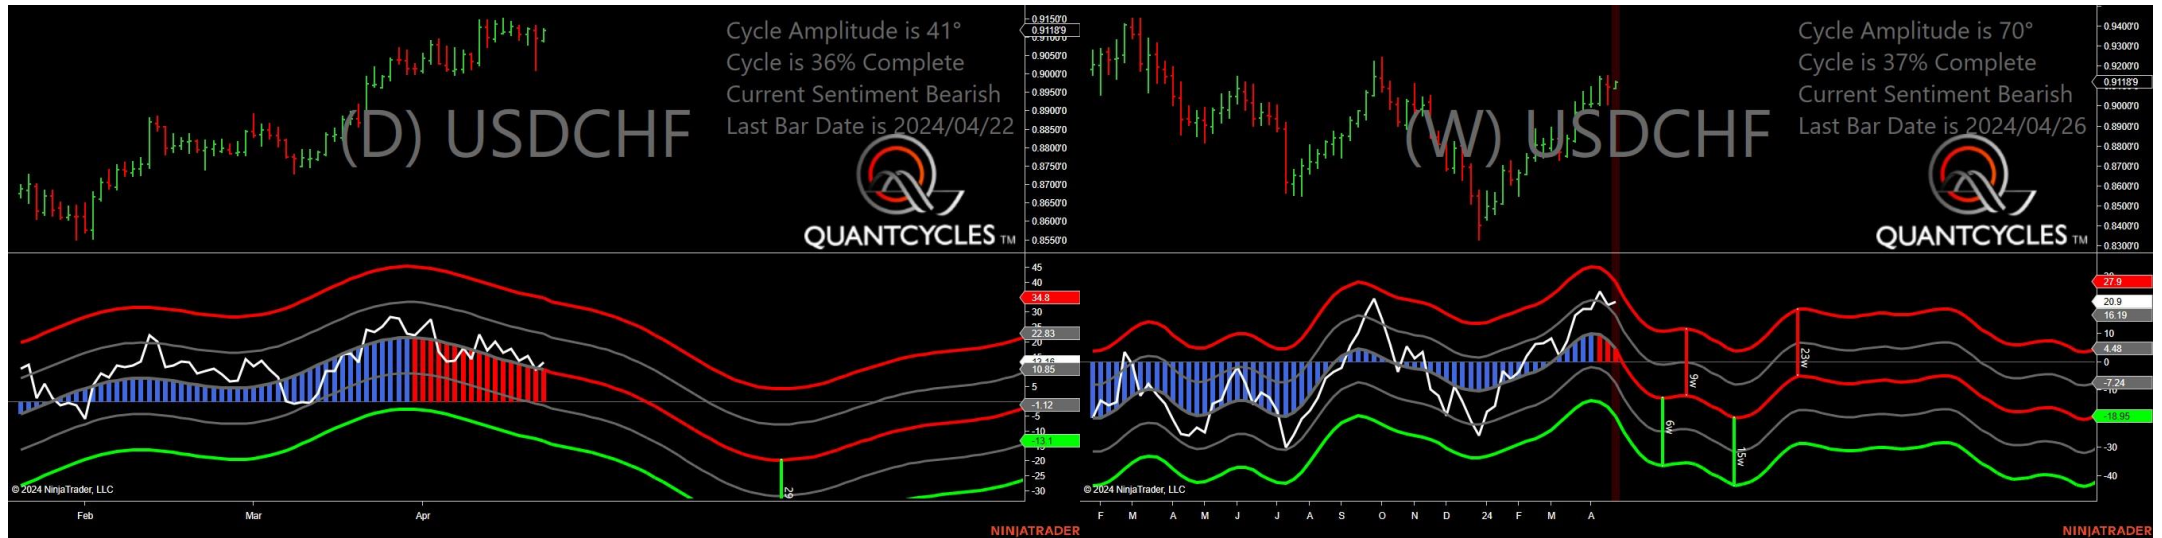 Cycle Amplitude is 41°
Cycle is 36% Complete
Current Sentiment Bearish
Last Bar Date is 2024/04/22
(D) USDCHF
QUANTCYCLES TM
0.9150'0
0.9118'9
0.9100'0
0.9050'0
0.9000'0
0.8950'0
0.8900'0
0.8850'0
0.8800'0
0.8750'0
0.8700'0
0.8650'0
0.8600'0
0.8550'0
45
40
34.8
30
22.83
20
10.85
5
-1.12
-5
-10
-13.1
-20
-25
-30
29
© 2024 NinjaTrader, LLC
Feb Mar Apr
NINJATRADER
Cycle Amplitude is 70°
Cycle is 37% Complete
Current Sentiment Bearish
Last Bar Date is 2024/04/26
(W) USDCHF
QUANTCYCLES TM
0.9400'0
0.9300'0
0.9200'0
0.9118'9
0.9000'0
0.8900'0
0.8800'0
0.8700'0
0.8600'0
0.8500'0
0.8400'0
0.8300'0
27.9
20.9
16.19
10
4.48
0
-7.24
-18.95
-30
-40
6w
9w
15w
23w
© 2024 NinjaTrader, LLC
F M A M J J A S O N D 24 F M A
NINJATRADER